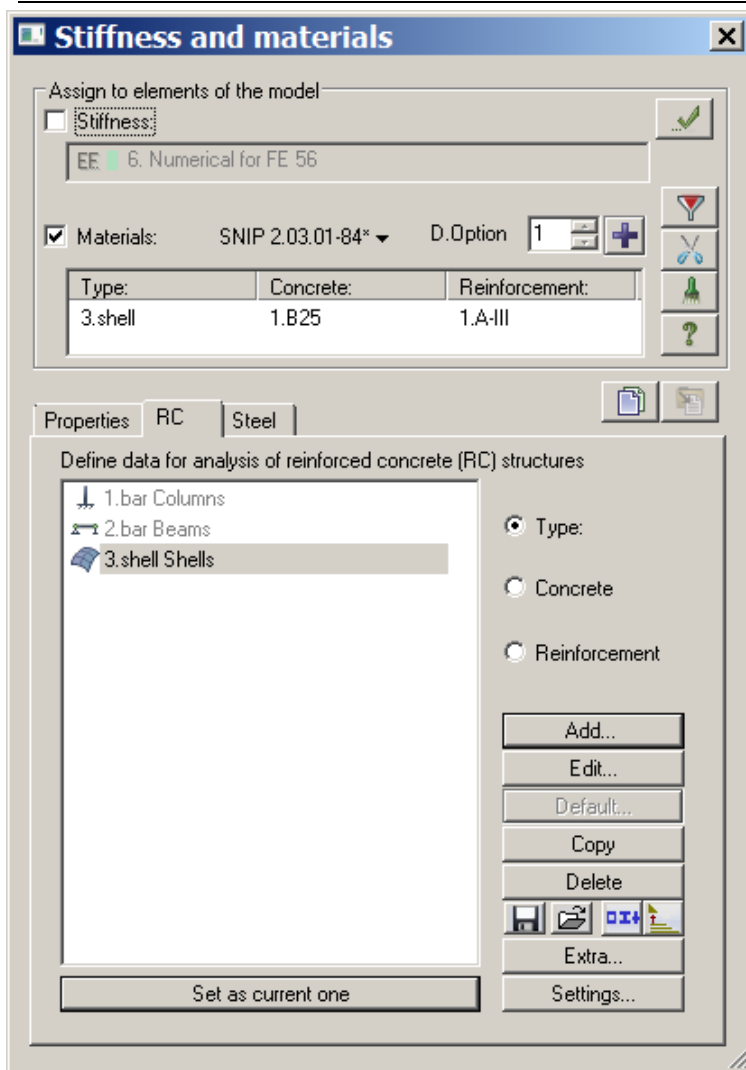 Stiffness and materials
Assign to elements of the model
Stiffness:
EE 6. Numerical for FE 56
Materials: SNIP 2.03.01-84* D.Option 1
Type: Concrete: Reinforcement:
3.shell 1.B25 1.A-III
Properties RC Steel
Define data for analysis of reinforced concrete (RC) structures
1.bar Columns
2.bar Beams
3.shell Shells
Type:
Concrete
Reinforcement
Add...
Edit...
Default...
Copy
Delete
Extra...
Set as current one
Settings...